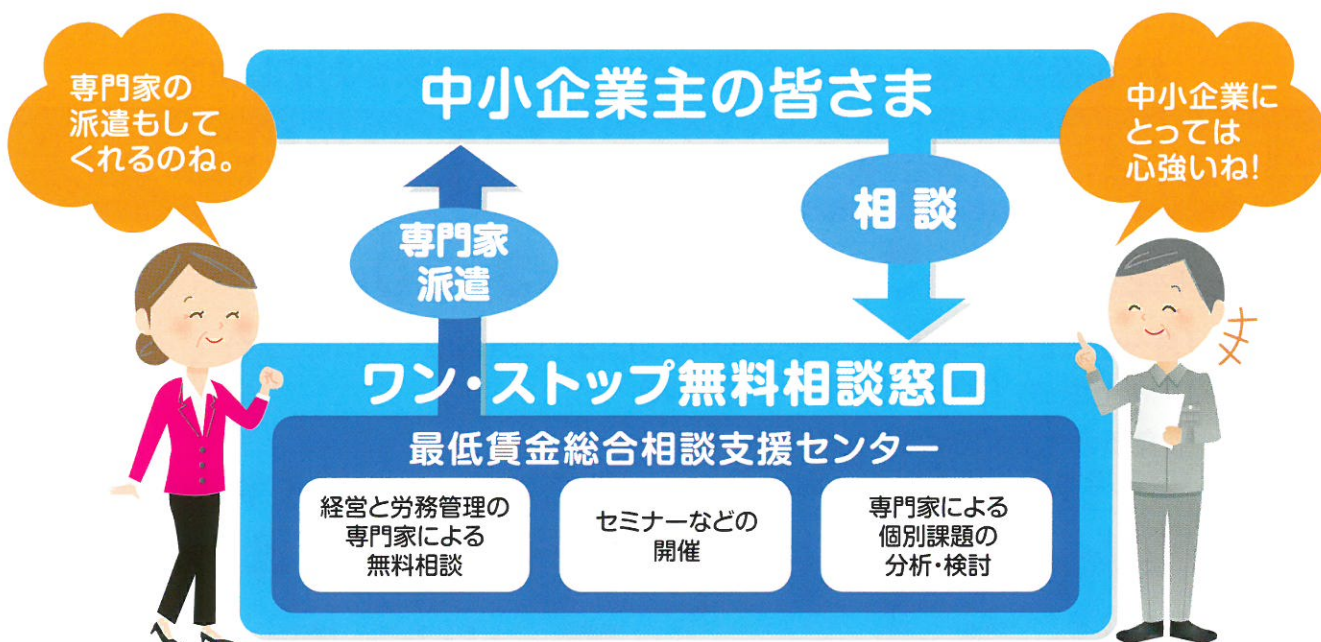 専門家の
派遣もして
くれるのね。
中小企業主の皆さま
中小企業に
とっては
心強いね!
専門家
派遣
相談
ワン・ストップ無料相談窓口
最低賃金総合相談支援センター
経営と労務管理の
専門家による
無料相談
セミナーなどの
開催
専門家による
個別課題の
分析・検討